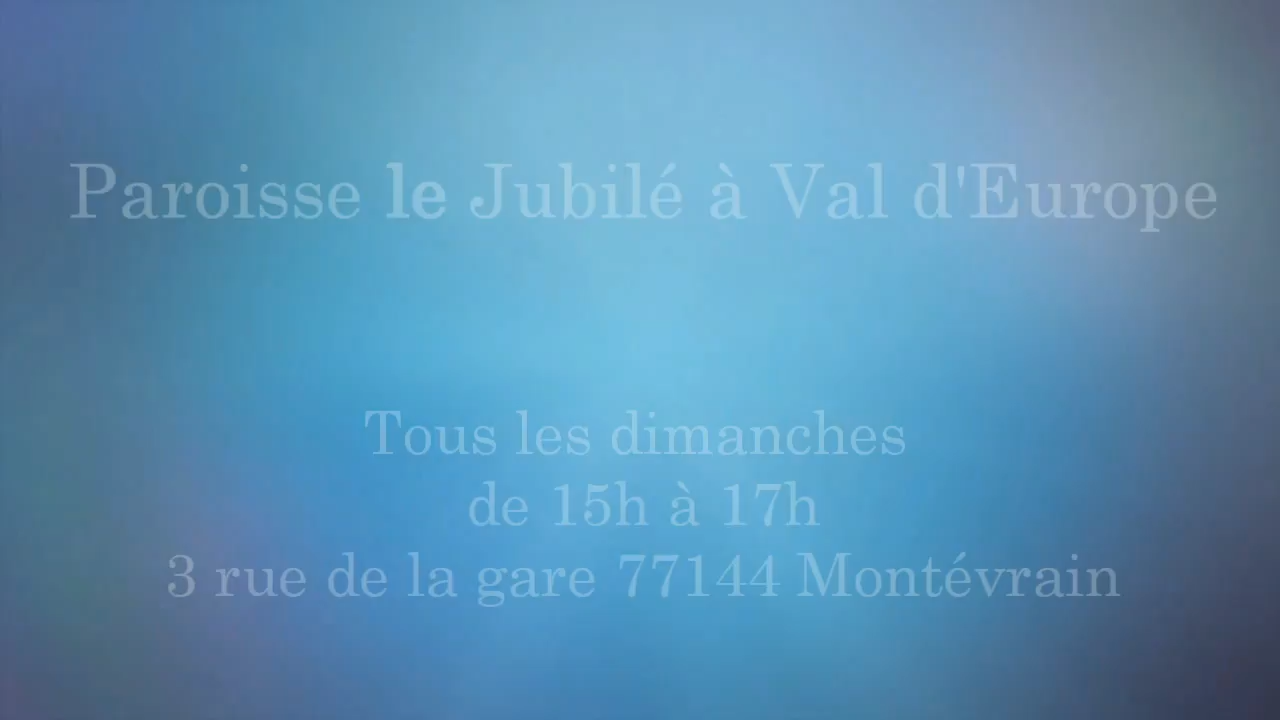 Paroisse le Jubilé à Val d'Europe
Tous les dimanches
de 15h à 17h
3 rue de la gare 77144 Montévrain